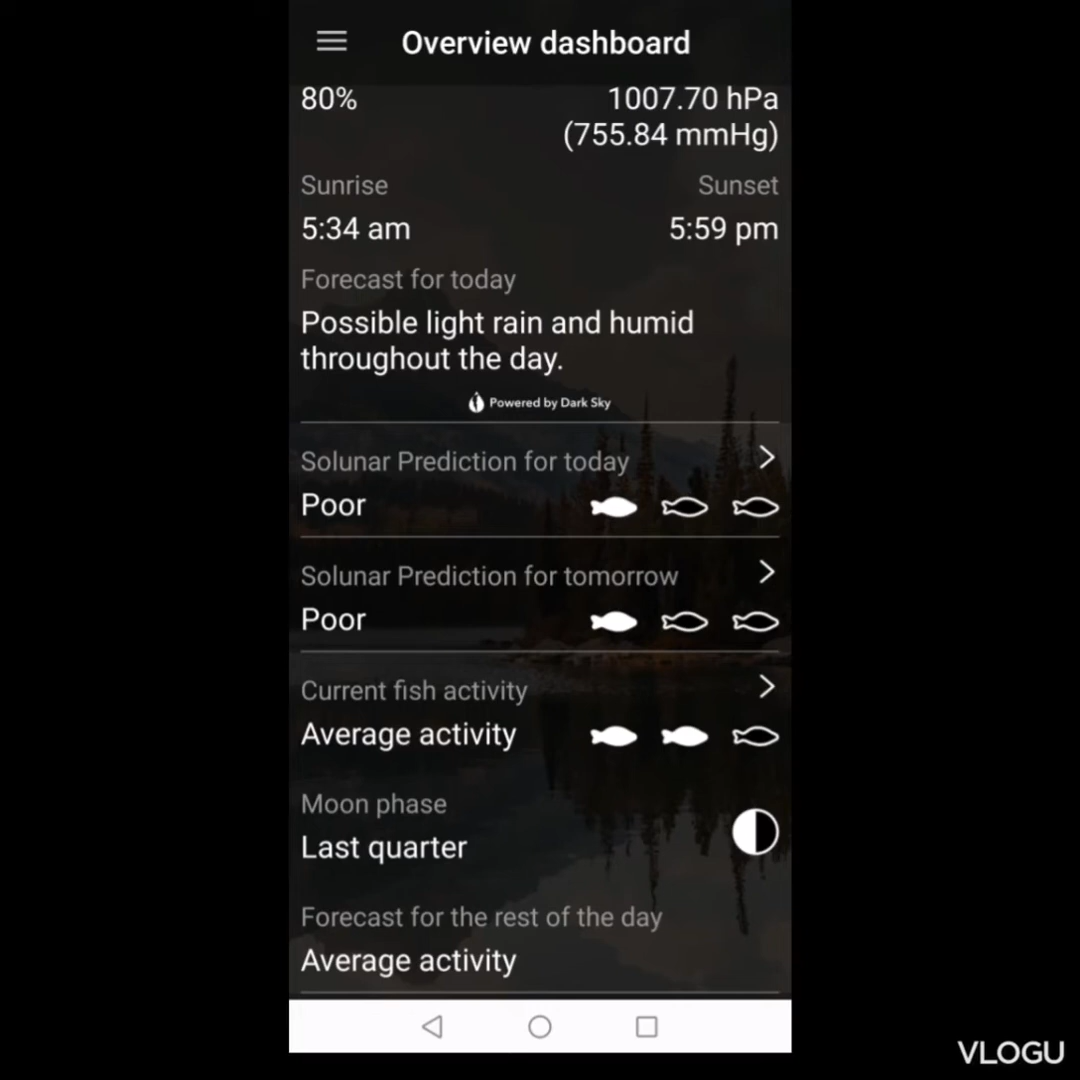 Overview dashboard
80%
1007.70 hPa
(755.84 mmHg)
Sunrise
Sunset
5:34 am
5:59 pm
Forecast for today
Possible light rain and humid
throughout the day.
Powered by Dark Sky
Solunar Prediction for today
Poor
Solunar Prediction for tomorrow
Poor
Current fish activity
Average activity
Moon phase
Last quarter
Forecast for the rest of the day
Average activity
VLOGU